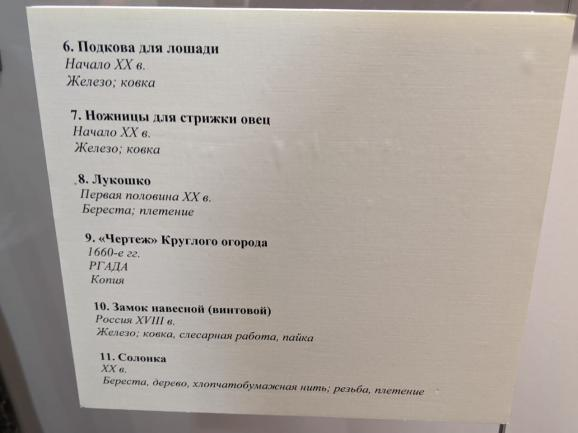 6. Подкова для лошади
Начало XX в.
Железо; ковка
7. Ножницы для стрижки овец
Начало XX в.
Железо; ковка
8. Лукошко
Первая половина XX в.
Береста; плетение
9. «Чертеж» Круглого огорода
1660-е гг.
РГАДА
Копия
10. Замок навесной (винтовой)
Россия XVIII в.
Железо; ковка, слесарная работа, пайка
11. Солонка
XX в.
Береста, дерево, хлопчатобумажная нить; резьба, плетение